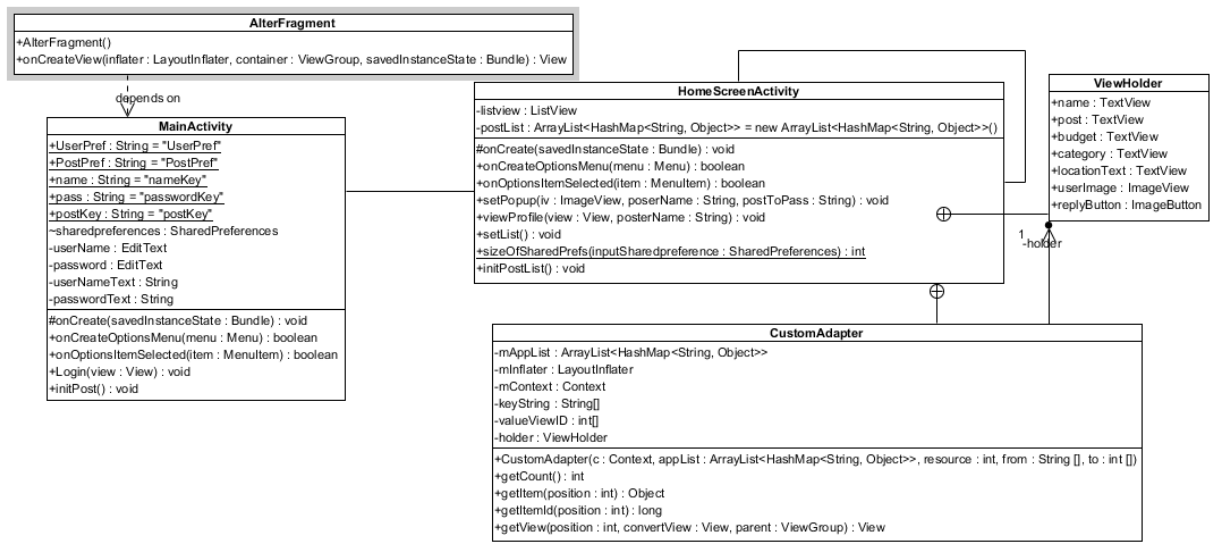 AlterFragment
+AlterFragment()
+onCreateView(inflater : LayoutInflater, container : ViewGroup, savedInstanceState : Bundle) : View
depends on
MainActivity
+UserPref : String = "UserPref"
+PostPref : String = "PostPref"
+name : String = "nameKey"
+pass : String = "passwordKey"
+postKey : String = "postKey"
~sharedpreferences : SharedPreferences
-userName : EditText
-password : EditText
-userNameText : String
-passwordText : String
#onCreate(savedInstanceState : Bundle) : void
+onCreateOptionsMenu(menu : Menu) : boolean
+onOptionsItemSelected(item : MenuItem) : boolean
+Login(view : View) : void
+initPost() : void
HomeScreenActivity
-listview : ListView
-postList : ArrayList<HashMap<String, Object>> = new ArrayList<HashMap<String, Object>>()
#onCreate(savedInstanceState : Bundle) : void
+onCreateOptionsMenu(menu : Menu) : boolean
+onOptionsItemSelected(item : MenuItem) : boolean
+setPopup(iv : ImageView, poserName : String, postToPass : String) : void
+viewProfile(view : View, posterName : String) : void
+setList() : void
+sizeOfSharedPrefs(inputSharedpreference : SharedPreferences) : int
+initPostList() : void
ViewHolder
+name : TextView
+post : TextView
+budget : TextView
+category : TextView
+locationText : TextView
+userImage : ImageView
+replyButton : ImageButton
1
-holder
CustomAdapter
-mAppList : ArrayList<HashMap<String, Object>>
-mInflater : LayoutInflater
-mContext : Context
-keyString : String[]
-valueViewID : int[]
-holder : ViewHolder
+CustomAdapter(c : Context, appList : ArrayList<HashMap<String, Object>>, resource : int, from : String [], to : int [])
+getCount() : int
+getItem(position : int) : Object
+getItemId(position : int) : long
+getView(position : int, convertView : View, parent : ViewGroup) : View